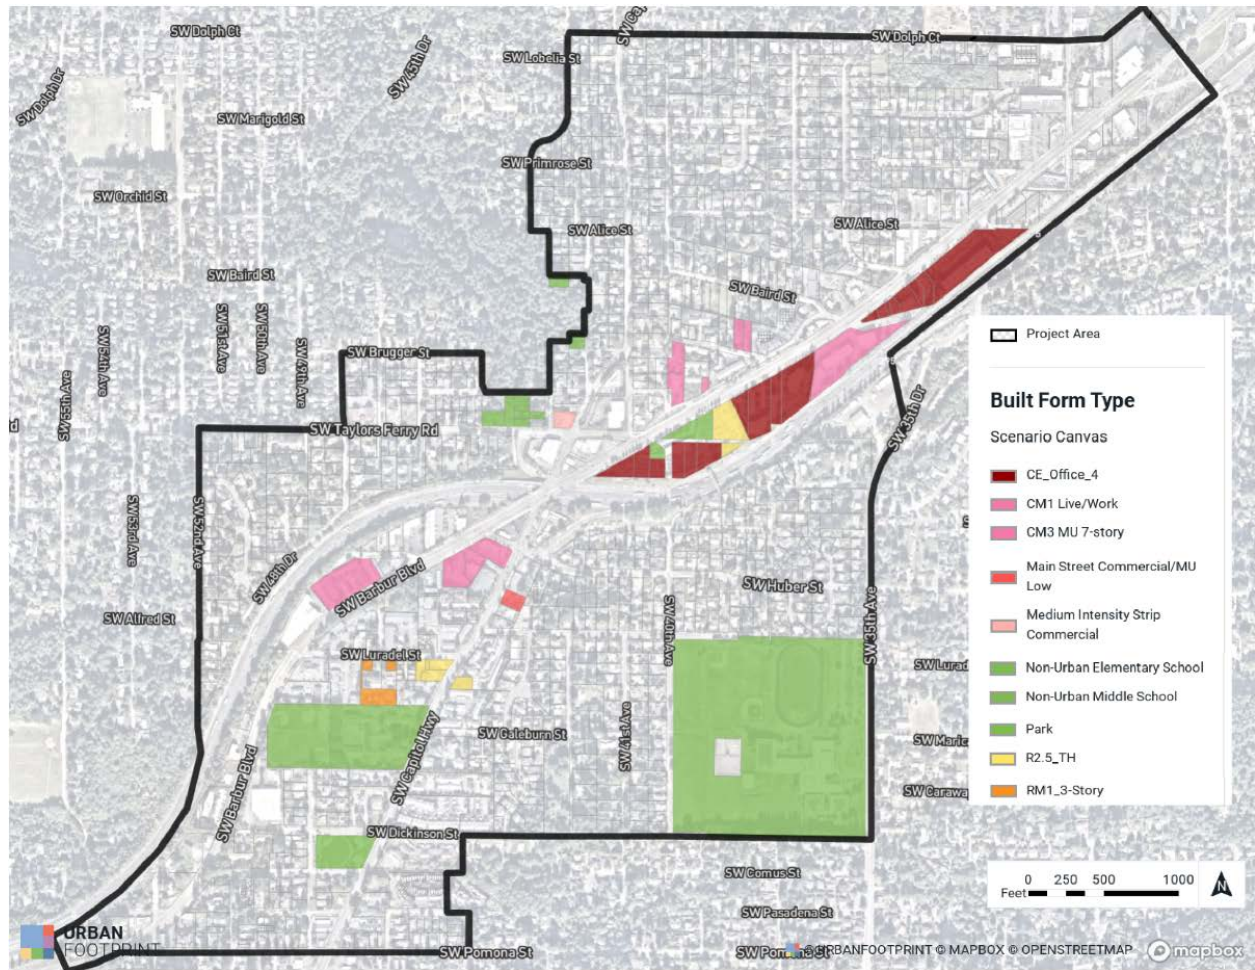 SW Dolph Ct
SW 45th Dr
SW Dolph Ct
SW Lobelia St
SW Dolph Dr
SW Marigold St
SW Primrose St
SW Orchid St
SW Alice St
SW Alice St
SW Baird St
SW Baird St
SW 54th Ave
SW 51st Ave
SW 50th Ave
SW 49th Ave
SW Brugger St
SW 55th Ave
SW Taylors Ferry Rd
SW 35th Dr
SW 53rd Ave
SW 52nd Ave
SW 48th Dr
SW Barbur Blvd
SW Huber St
SW Alfred St
SW 40th Ave
SW 35th Ave
SW Luradel St
SW Capitol Hwy
SW Galeburn St
SW 41st Ave
SW Barbur Blvd
SW Dickinson St
SW Comus St
SW Pasadena St
SW Pomona St
Project Area
Built Form Type
Scenario Canvas
CE_Office_4
CM1 Live/Work
CM3 MU 7-story
Main Street Commercial/MU
Low
Medium Intensity Strip
Commercial
Non-Urban Elementary School
Non-Urban Middle School
Park
R2.5_TH
RM1_3-Story
0 250 500 1000
Feet
N
URBAN
FOOTPRINT
© URBANFOOTPRINT © MAPBOX © OPENSTREETMAP
mapbox